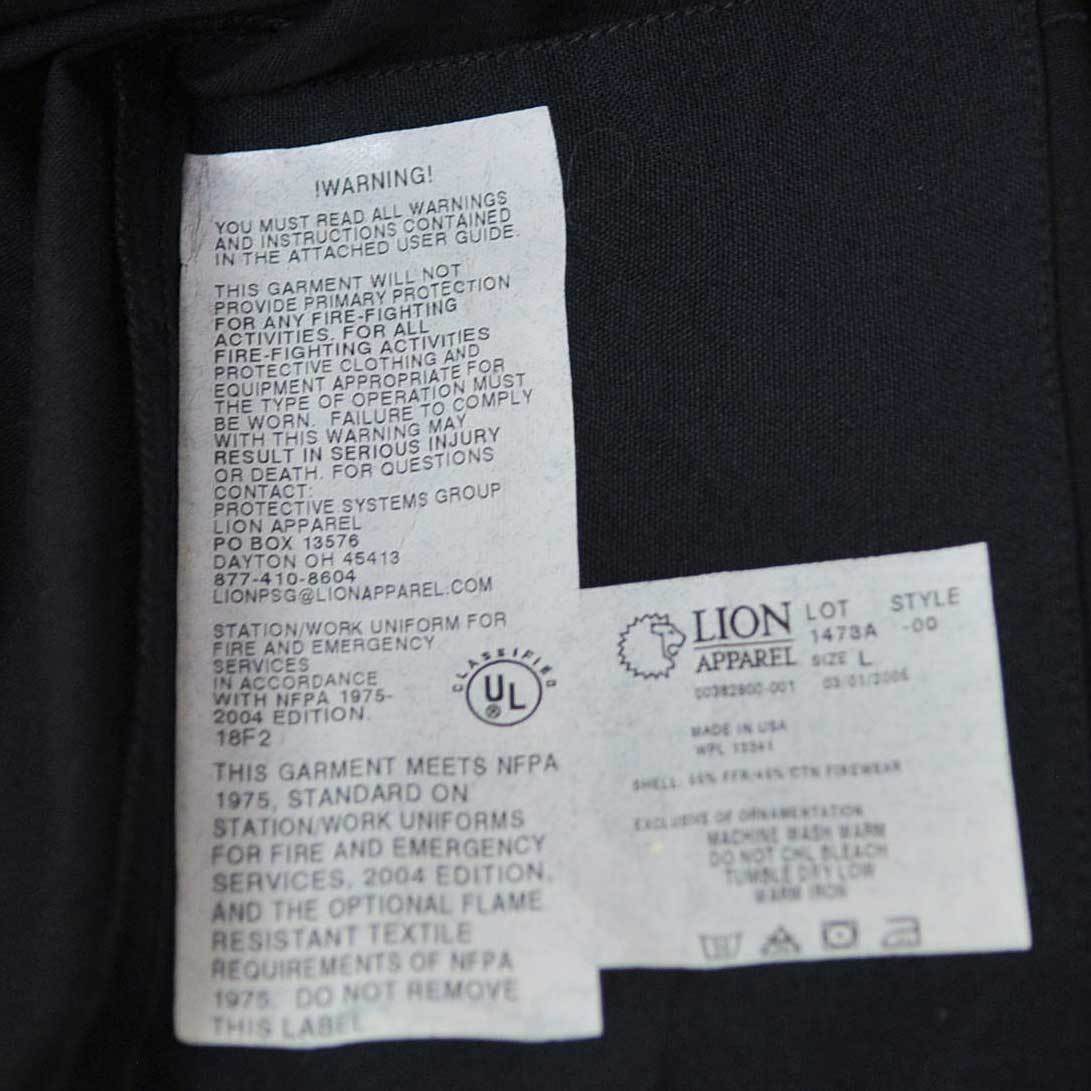 !WARNING!
YOU MUST READ ALL WARNINGS
AND INSTRUCTIONS CONTAINED
IN THE ATTACHED USER GUIDE.
THIS GARMENT WILL NOT
PROVIDE PRIMARY PROTECTION
FOR ANY FIRE-FIGHTING
ACTIVITIES. FOR ALL
FIRE-FIGHTING ACTIVITIES
PROTECTIVE CLOTHING AND
EQUIPMENT APPROPRIATE FOR
THE TYPE OF OPERATION MUST
BE WORN. FAILURE TO COMPLY
WITH THIS WARNING MAY
RESULT IN SERIOUS INJURY
OR DEATH. FOR QUESTIONS
CONTACT:
PROTECTIVE SYSTEMS GROUP
LION APPAREL
PO BOX 13576
DAYTON OH 45413
877-410-8604
LIONPSG@LIONAPPAREL.COM
STATION/WORK UNIFORM FOR
FIRE AND EMERGENCY
SERVICES
IN ACCORDANCE
WITH NFPA 1975-
2004 EDITION.
18F2
CLASSIFIED
UL®
THIS GARMENT MEETS NFPA
1975, STANDARD ON
STATION/WORK UNIFORMS
FOR FIRE AND EMERGENCY
SERVICES, 2004 EDITION,
AND THE OPTIONAL FLAME
RESISTANT TEXTILE
REQUIREMENTS OF NFPA
1975. DO NOT REMOVE
THIS LABEL
LION APPAREL
LOT STYLE
1473A -00
SIZE L
00382800-001
MADE IN USA
WPL
SHELL CTN FIREWEAR
EXCLUSIVE OF ORNAMENTATION
MACHINE WASH WARM
DO NOT CHL BLEACH
TUMBLE DRY LOW
WARM IRON